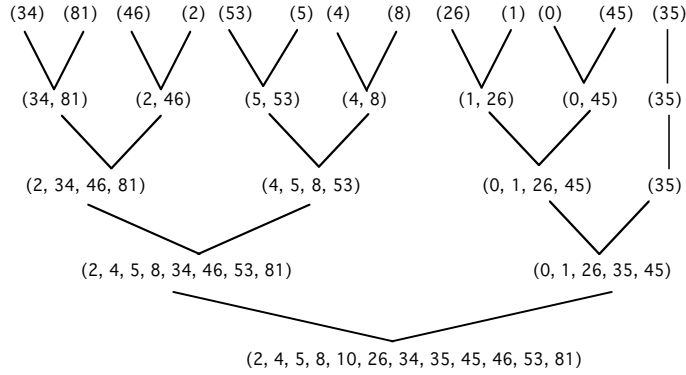 (34) (81) (46) (2) (53) (5) (4) (8) (26) (1) (0) (45) (35)
(34, 81) (2, 46) (5, 53) (4, 8) (1, 26) (0, 45) (35)
(2, 34, 46, 81) (4, 5, 8, 53) (0, 1, 26, 45) (35)
(2, 4, 5, 8, 34, 46, 53, 81) (0, 1, 26, 35, 45)
(2, 4, 5, 8, 10, 26, 34, 35, 45, 46, 53, 81)